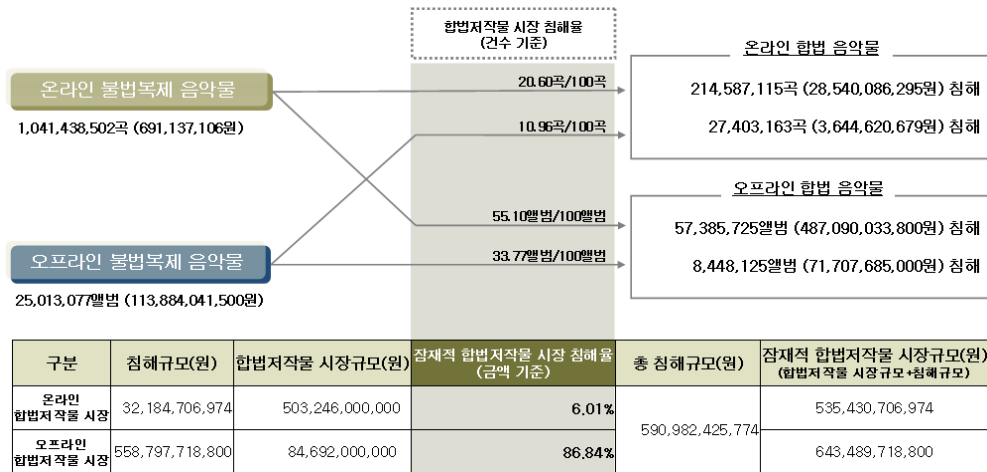 합법저작물 시장 침해율
(건수 기준)
온라인 불법복제 음악물
1,041,438,502곡 (691,137,106원)
오프라인 불법복제 음악물
25,013,077앨범 (113,884,041,500원)
20.60곡/100곡
10.96곡/100곡
55.10앨범/100앨범
33.77앨범/100앨범
온라인 합법 음악물
214,587,115곡 (28,540,086,295원) 침해
27,403,163곡 (3,644,620,679원) 침해
오프라인 합법 음악물
57,385,725앨범 (487,090,033,800원) 침해
8,448,125앨범 (71,707,685,000원) 침해
구분 침해규모(원) 합법저작물 시장규모(원) 잠재적 합법저작물 시장 침해율 (금액 기준) 총 침해규모(원) 잠재적 합법저작물 시장규모(원) (합법저작물 시장규모+침해규모)
온라인 합법저작물 시장 32,184,706,974 503,246,000,000 6.01% 590,982,425,774 535,430,706,974
오프라인 합법저작물 시장 558,797,718,800 84,692,000,000 86.84% 643,489,718,800